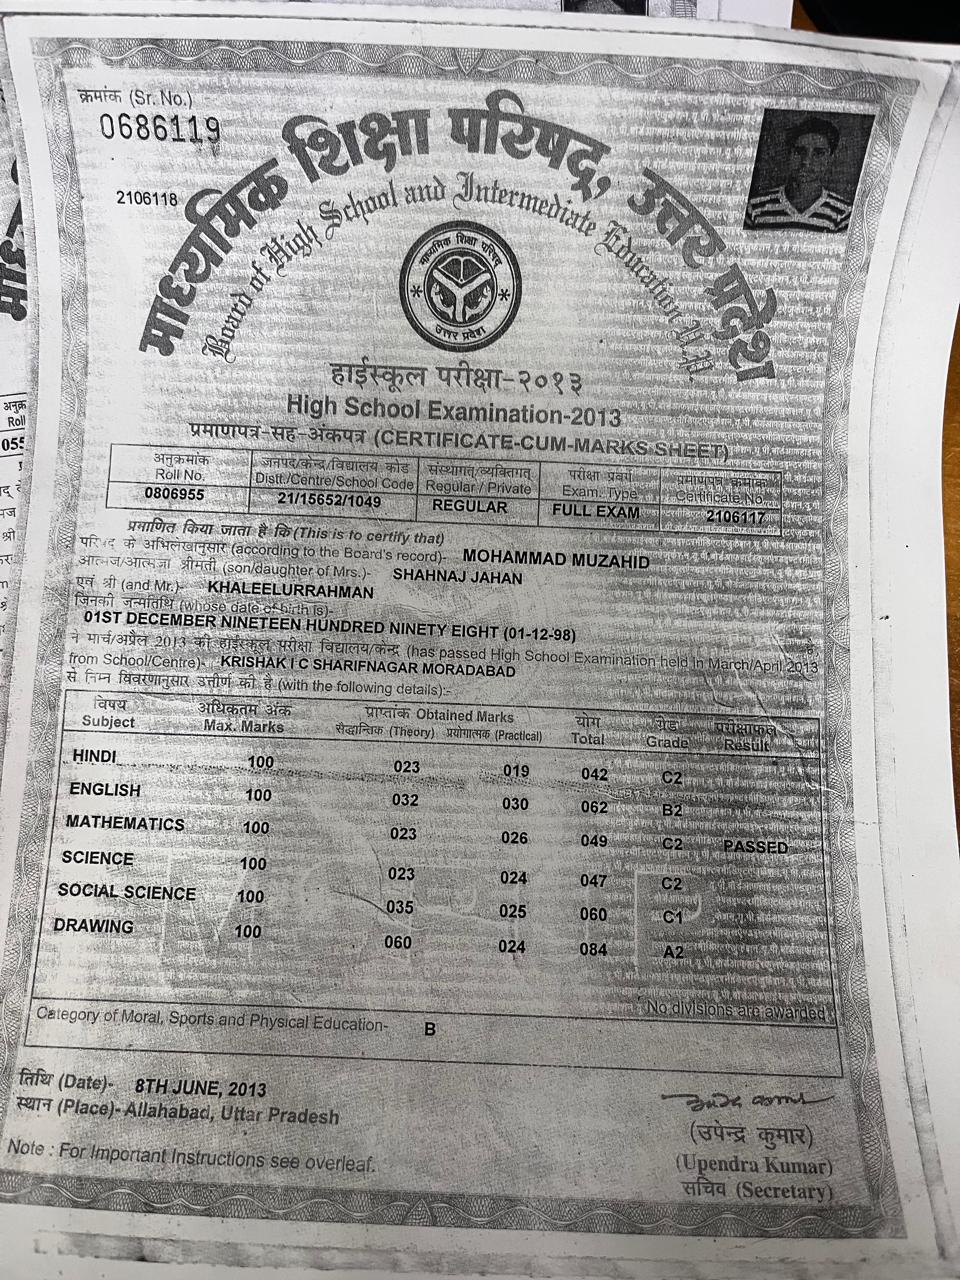 क्रमांक (Sr. No.)
0686119
2106118
माध्यमिक शिक्षा परिषद्, उत्तर प्रदेश
Board of High School and Intermediate Education U.P.
माध्यमिक शिक्षा परिषद
उत्तर प्रदेश
हाईस्कूल परीक्षा-२०१३
High School Examination-2013
प्रमाणपत्र-सह-अंकपत्र (CERTIFICATE-CUM-MARKS SHEET)
अनुक्रमांक जनपद/केन्द्र/विद्यालय कोड संस्थागत/व्यक्तिगत परीक्षा प्रवर्ग प्रमाणपत्र क्रमांक
Roll No. Distt./Centre/School Code Regular / Private Exam. Type Certificate No.
0806955 21/15652/1049 REGULAR FULL EXAM 2106117
प्रमाणित किया जाता है कि (This is to certify that)
परिषद के अभिलेखानुसार (according to the Board's record)- MOHAMMAD MUZAHID
आत्मज/आत्मजा श्रीमती (son/daughter of Mrs.)- SHAHNAJ JAHAN
एवं श्री (and Mr.)- KHALEELURRAHMAN
जिनकी जन्मतिथि (whose date of birth is)-
01ST DECEMBER NINETEEN HUNDRED NINETY EIGHT (01-12-98) है,
ने मार्च/अप्रैल 2013 की हाईस्कूल परीक्षा विद्यालय/केन्द्र (has passed High School Examination held in March/April 2013
from School/Centre)- KRISHAK I C SHARIFNAGAR MORADABAD
से निम्न विवरणानुसार उत्तीर्ण की है (with the following details):-
विषय अधिकतम अंक प्राप्तांक Obtained Marks योग ग्रेड परीक्षाफल
Subject Max. Marks सैद्धान्तिक (Theory) प्रयोगात्मक (Practical) Total Grade Result
HINDI 100 023 019 042 C2
ENGLISH 100 032 030 062 B2
MATHEMATICS 100 023 026 049 C2 PASSED
SCIENCE 100 023 024 047 C2
SOCIAL SCIENCE 100 035 025 060 C1
DRAWING 100 060 024 084 A2
No divisions are awarded
Category of Moral, Sports and Physical Education- B
तिथि (Date)- 8TH JUNE, 2013
स्थान (Place)- Allahabad, Uttar Pradesh
(उपेन्द्र कुमार)
(Upendra Kumar)
सचिव (Secretary)
Note : For Important Instructions see overleaf.